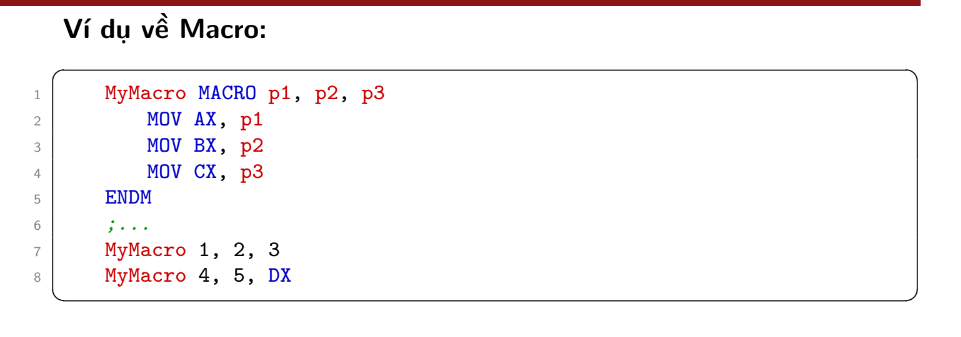 Ví dụ về Macro:
1 MyMacro MACRO p1, p2, p3
2 MOV AX, p1
3 MOV BX, p2
4 MOV CX, p3
5 ENDM
6 ;...
7 MyMacro 1, 2, 3
8 MyMacro 4, 5, DX